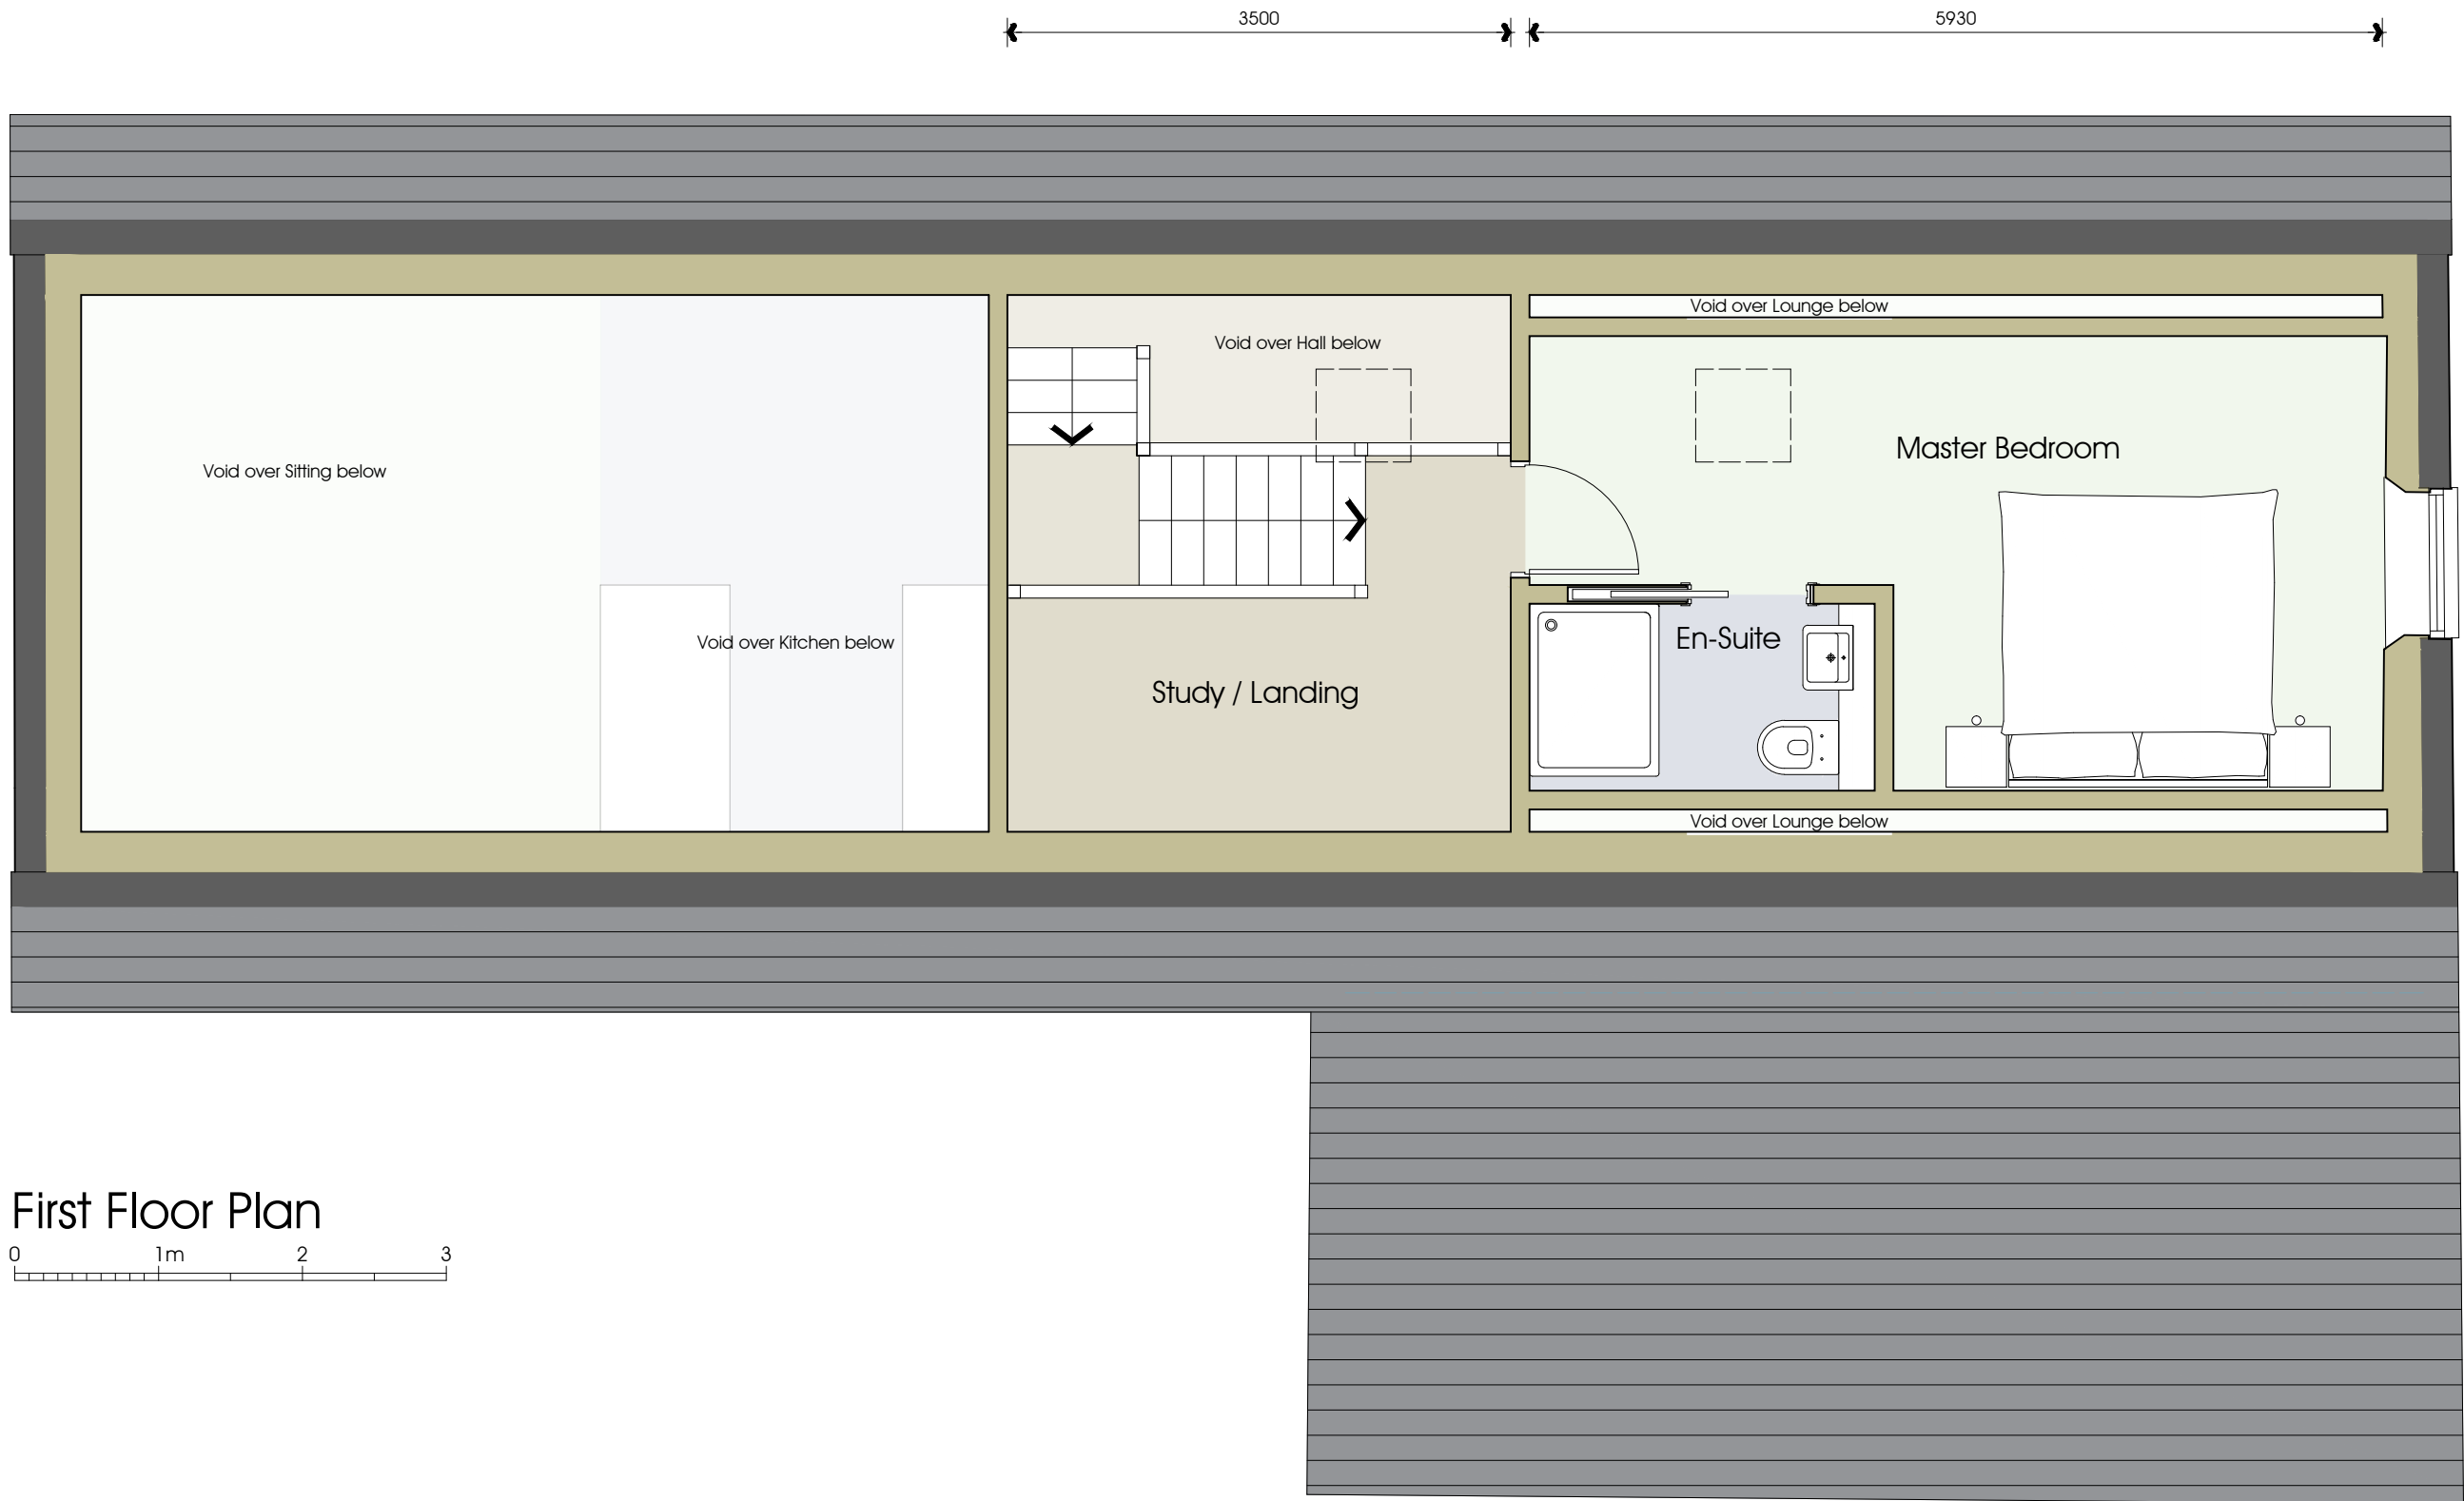 3500
5930
Void over Lounge below
Void over Hall below
Master Bedroom
Void over Sitting below
En-Suite
Void over Kitchen below
Study / Landing
Void over Lounge below
First Floor Plan
0 1m 2 3